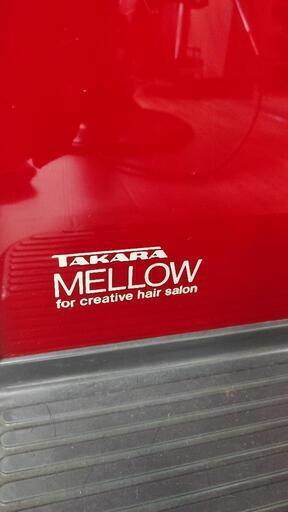 TAKARA
MELLOW
for creative hair salon